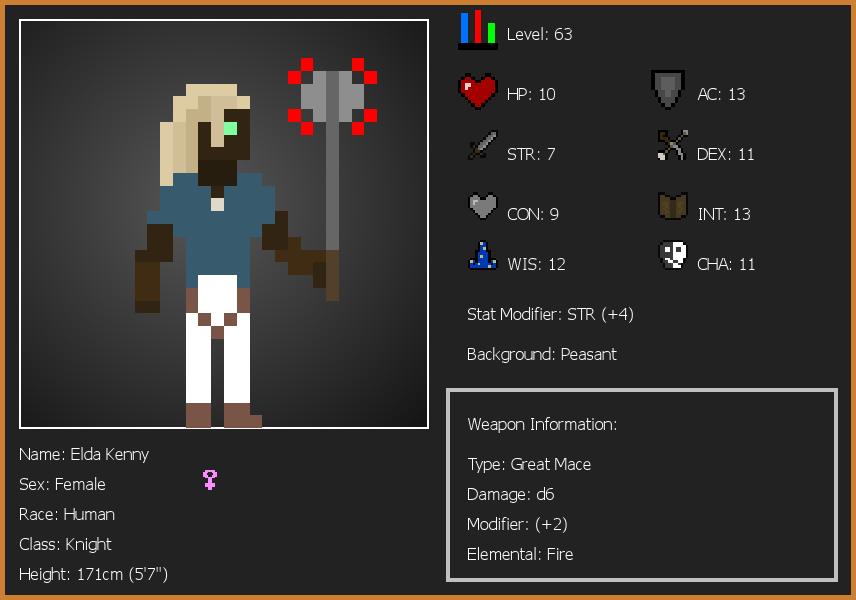 Level: 63
HP: 10
AC: 13
STR: 7
DEX: 11
CON: 9
INT: 13
WIS: 12
CHA: 11
Stat Modifier: STR (+4)
Background: Peasant
Weapon Information:
Type: Great Mace
Damage: d6
Modifier: (+2)
Elemental: Fire
Name: Elda Kenny
Sex: Female
Race: Human
Class: Knight
Height: 171cm (5'7")